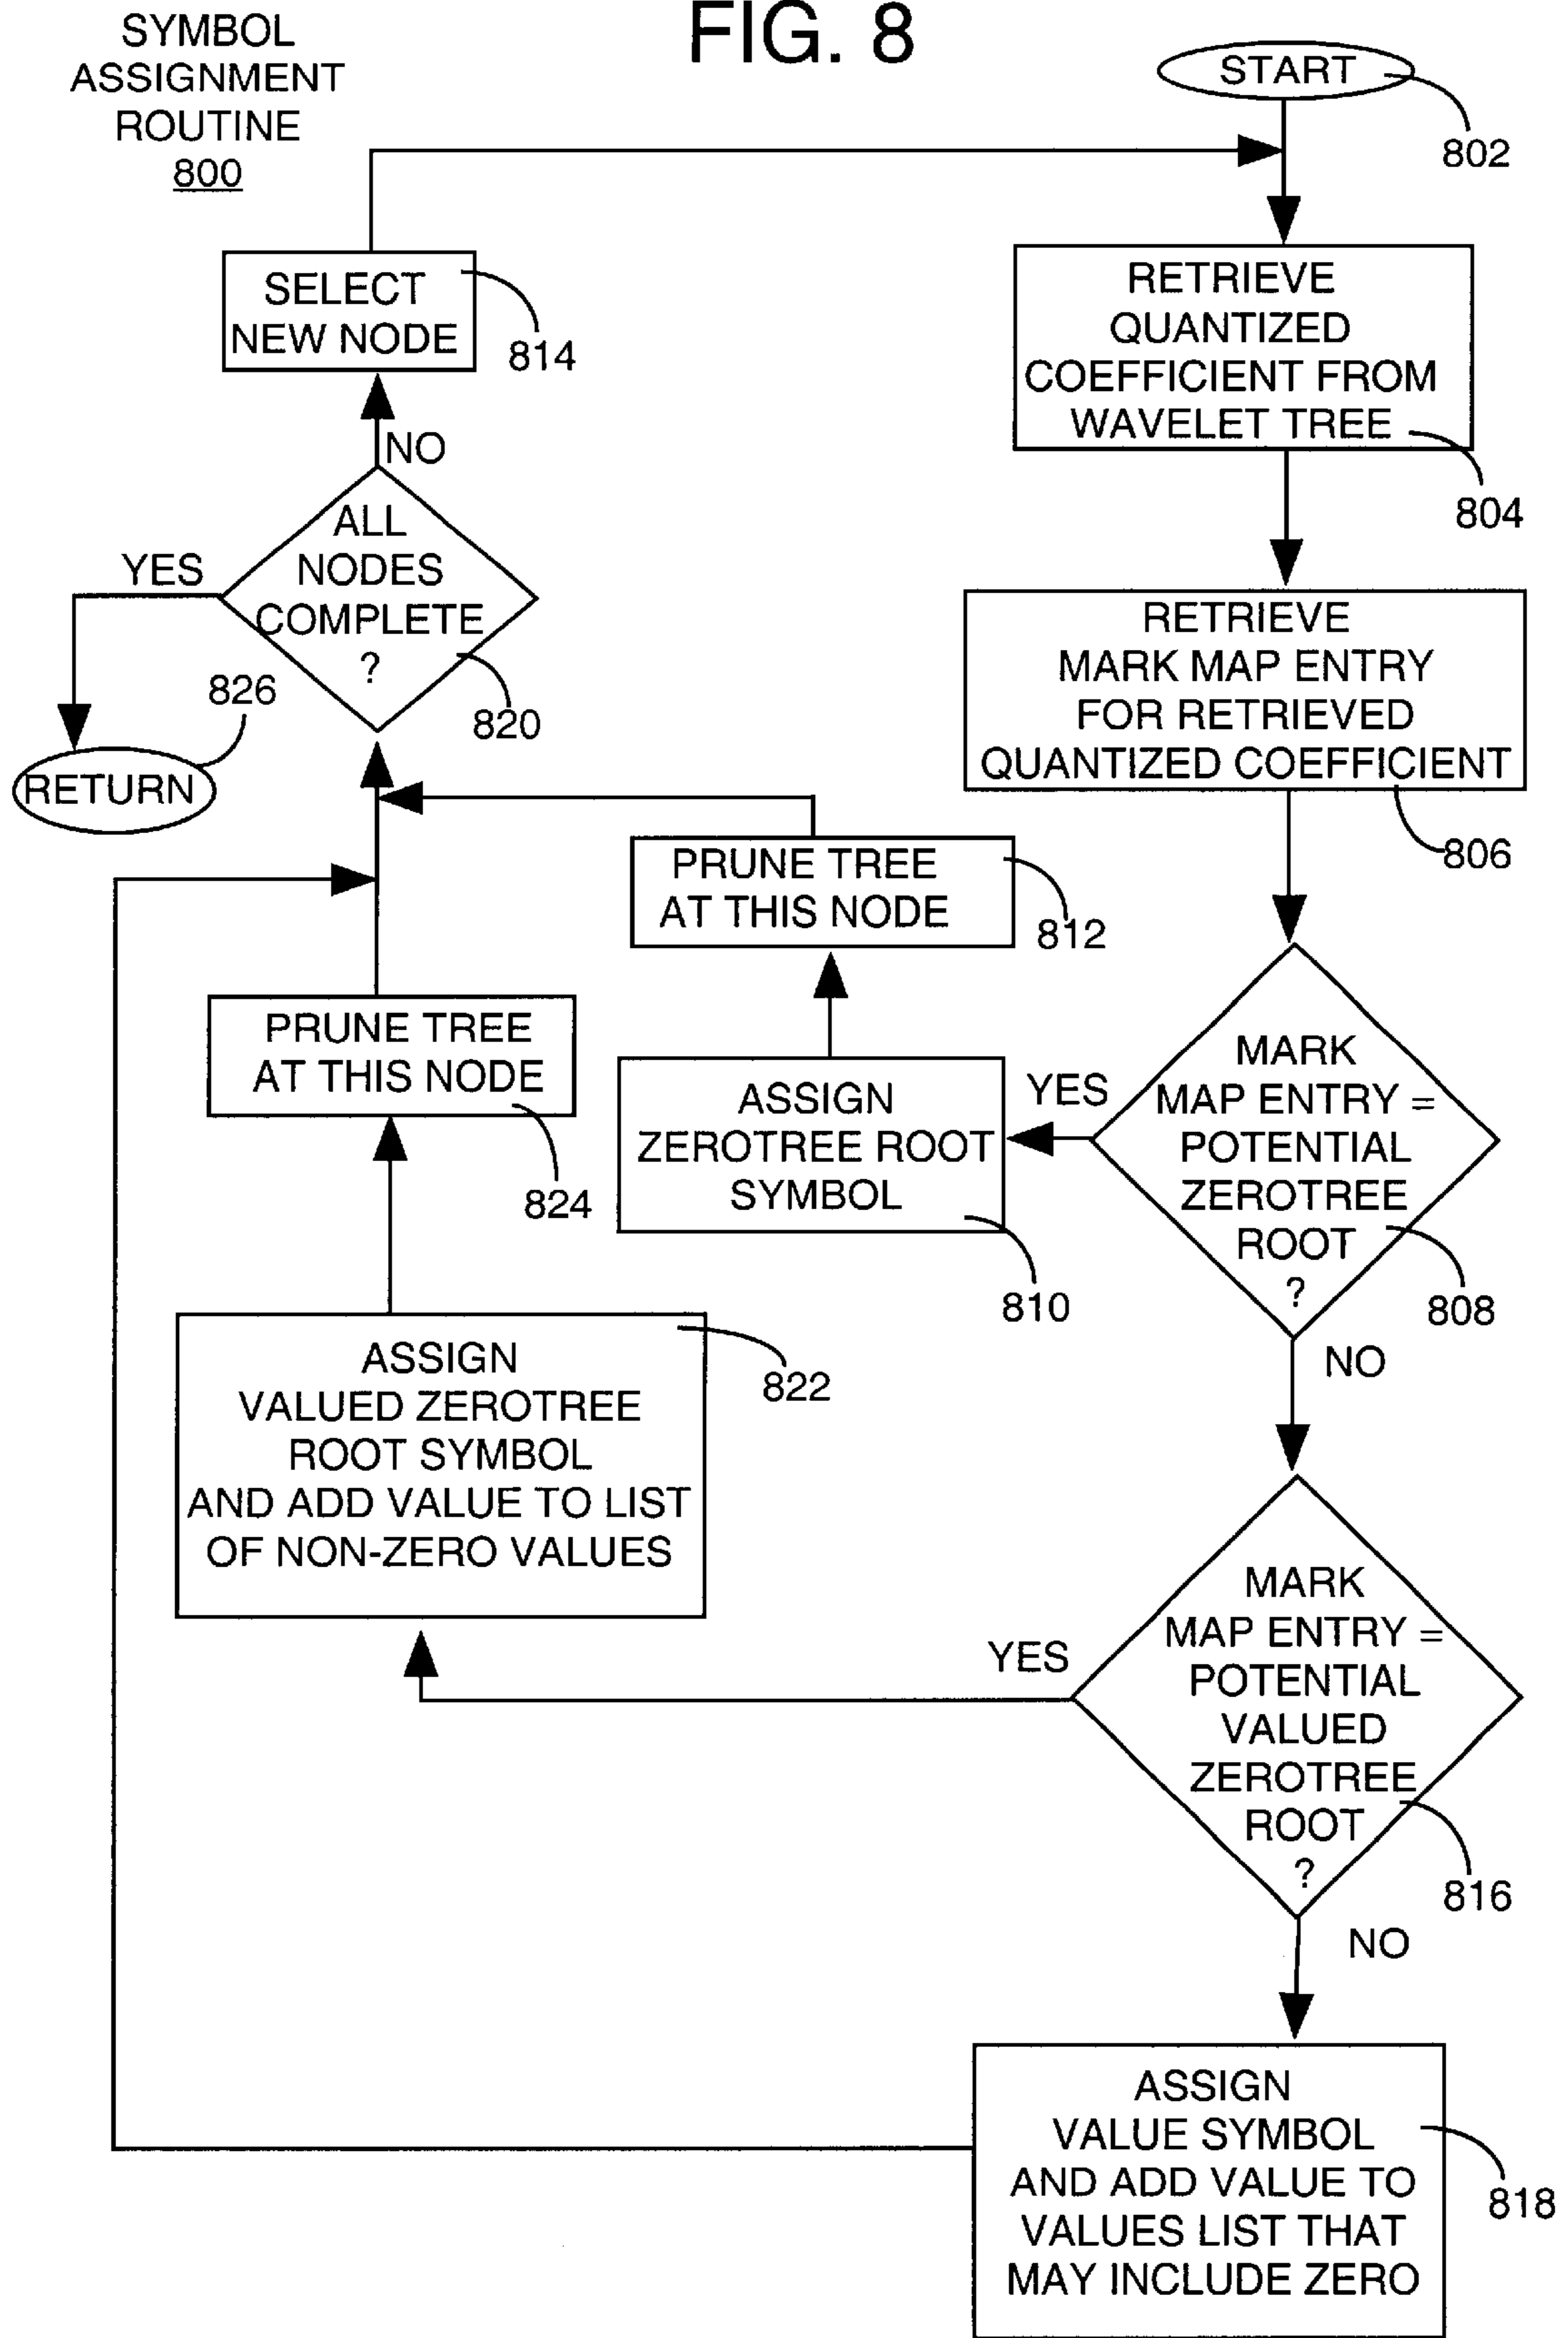 FIG. 8
SYMBOL
ASSIGNMENT
ROUTINE
800
START
802
RETRIEVE
QUANTIZED
COEFFICIENT FROM
WAVELET TREE
804
RETRIEVE
MARK MAP ENTRY
FOR RETRIEVED
QUANTIZED COEFFICIENT
806
MARK
MAP ENTRY =
POTENTIAL
ZEROTREE
ROOT
?
808
YES
NO
ASSIGN
ZEROTREE ROOT
SYMBOL
810
PRUNE TREE
AT THIS NODE
812
SELECT
NEW NODE
814
NO
ALL
NODES
COMPLETE
?
820
YES
826
RETURN
PRUNE TREE
AT THIS NODE
824
ASSIGN
VALUED ZEROTREE
ROOT SYMBOL
AND ADD VALUE TO LIST
OF NON-ZERO VALUES
822
MARK
MAP ENTRY =
POTENTIAL
VALUED
ZEROTREE
ROOT
?
816
YES
NO
ASSIGN
VALUE SYMBOL
AND ADD VALUE TO
VALUES LIST THAT
MAY INCLUDE ZERO
818